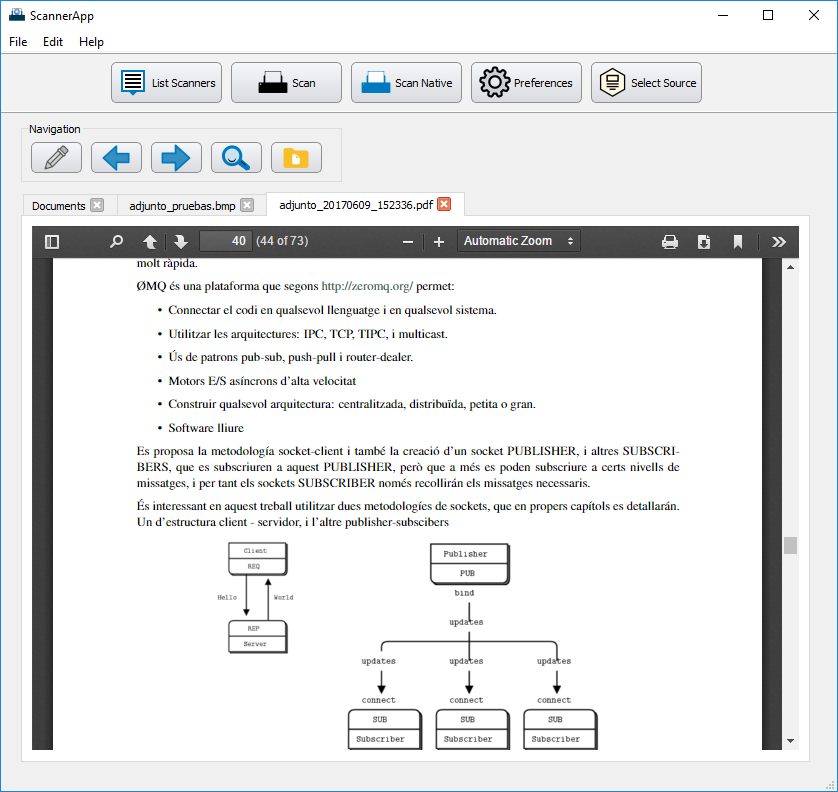 ScannerApp
File Edit Help
List Scanners Scan Scan Native Preferences Select Source
Navigation
Documents adjunto_pruebas.bmp adjunto_20170609_152336.pdf
40 (44 of 73) Automatic Zoom
molt ràpida.
ØMQ és una plataforma que segons http://zeromq.org/ permet:
• Connectar el codi en qualsevol llenguatge i en qualsevol sistema.
• Utilitzar les arquitectures: IPC, TCP, TIPC, i multicast.
• Ús de patrons pub-sub, push-pull i router-dealer.
• Motors E/S asíncrons d'alta velocitat
• Construir qualsevol arquitectura: centralitzada, distribuïda, petita o gran.
• Software lliure
Es proposa la metodología socket-client i també la creació d'un socket PUBLISHER, i altres SUBSCRI-
BERS, que es subscriuren a aquest PUBLISHER, però que a més es poden subscriure a certs nivells de
missatges, i per tant els sockets SUBSCRIBER només recollirán els missatges necessaris.
És interessant en aquest treball utilitzar dues metodologíes de sockets, que en propers capítols es detallarán.
Un d'estructura client - servidor, i l'altre publisher-subscibers
Client
REQ
Hello World
REP
Server
Publisher
PUB
bind
updates
updates updates updates
connect connect connect
SUB SUB SUB
Subscriber Subscriber Subscriber